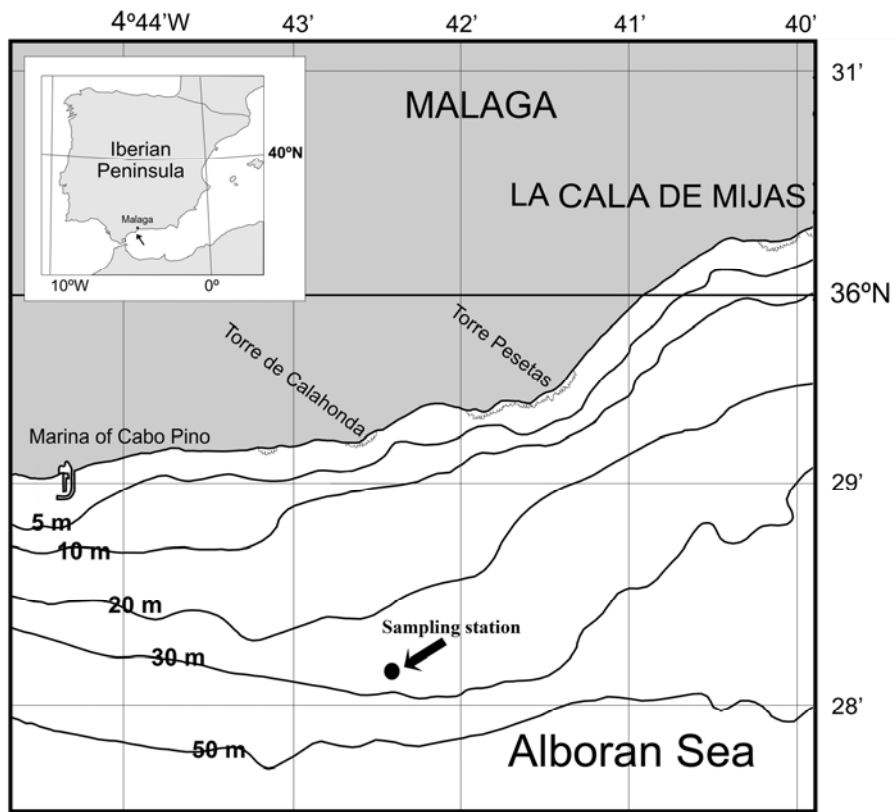 4º44'W 43' 42' 41' 40'
31'
MALAGA
Iberian
Peninsula
40ºN
Malaga
10ºW 0º
LA CALA DE MIJAS
36ºN
Torre de Calahonda
Torre Pesetas
Marina of Cabo Pino
29'
5 m
10 m
20 m
Sampling station
30 m
28'
50 m
Alboran Sea